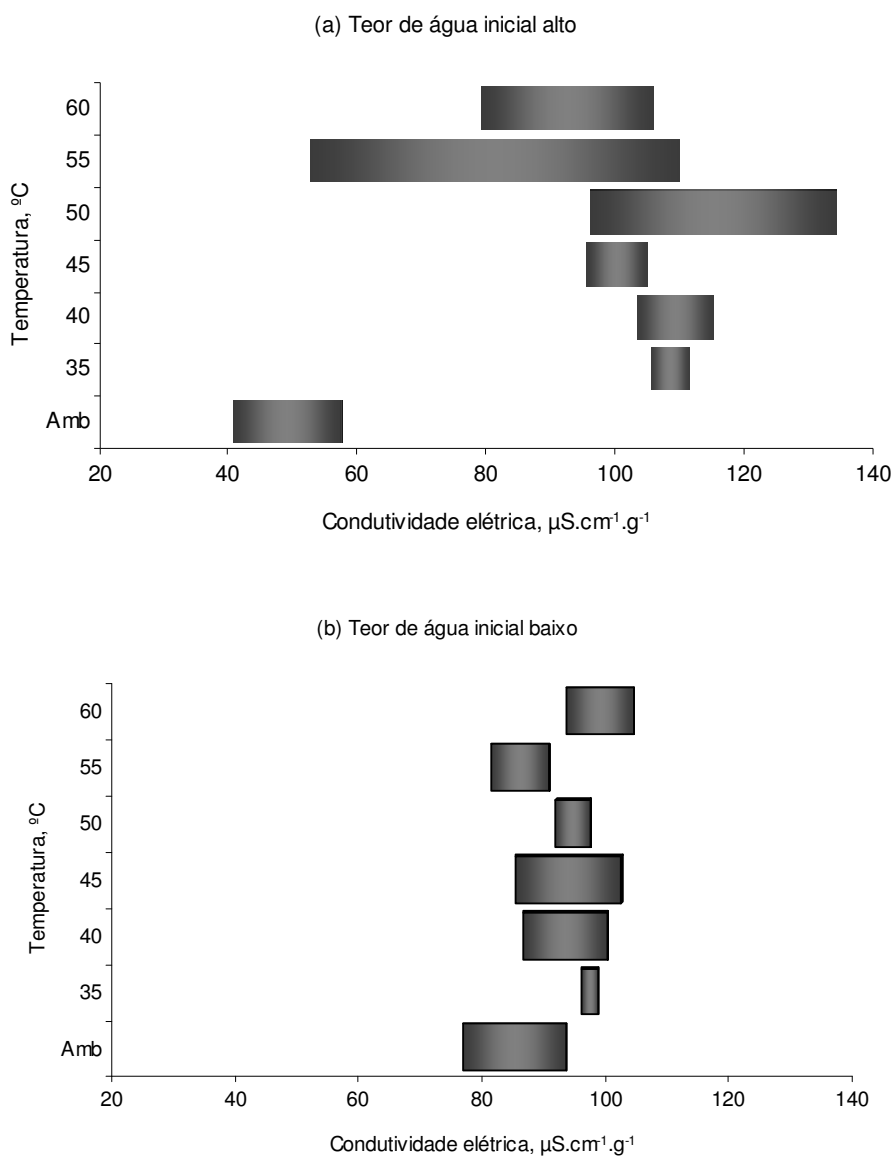 (a) Teor de água inicial alto
60
55
50
45
40
35
Amb
Temperatura, ºC
20 40 60 80 100 120 140
Condutividade elétrica, µS.cm⁻¹.g⁻¹
(b) Teor de água inicial baixo
60
55
50
45
40
35
Amb
Temperatura, ºC
20 40 60 80 100 120 140
Condutividade elétrica, µS.cm⁻¹.g⁻¹